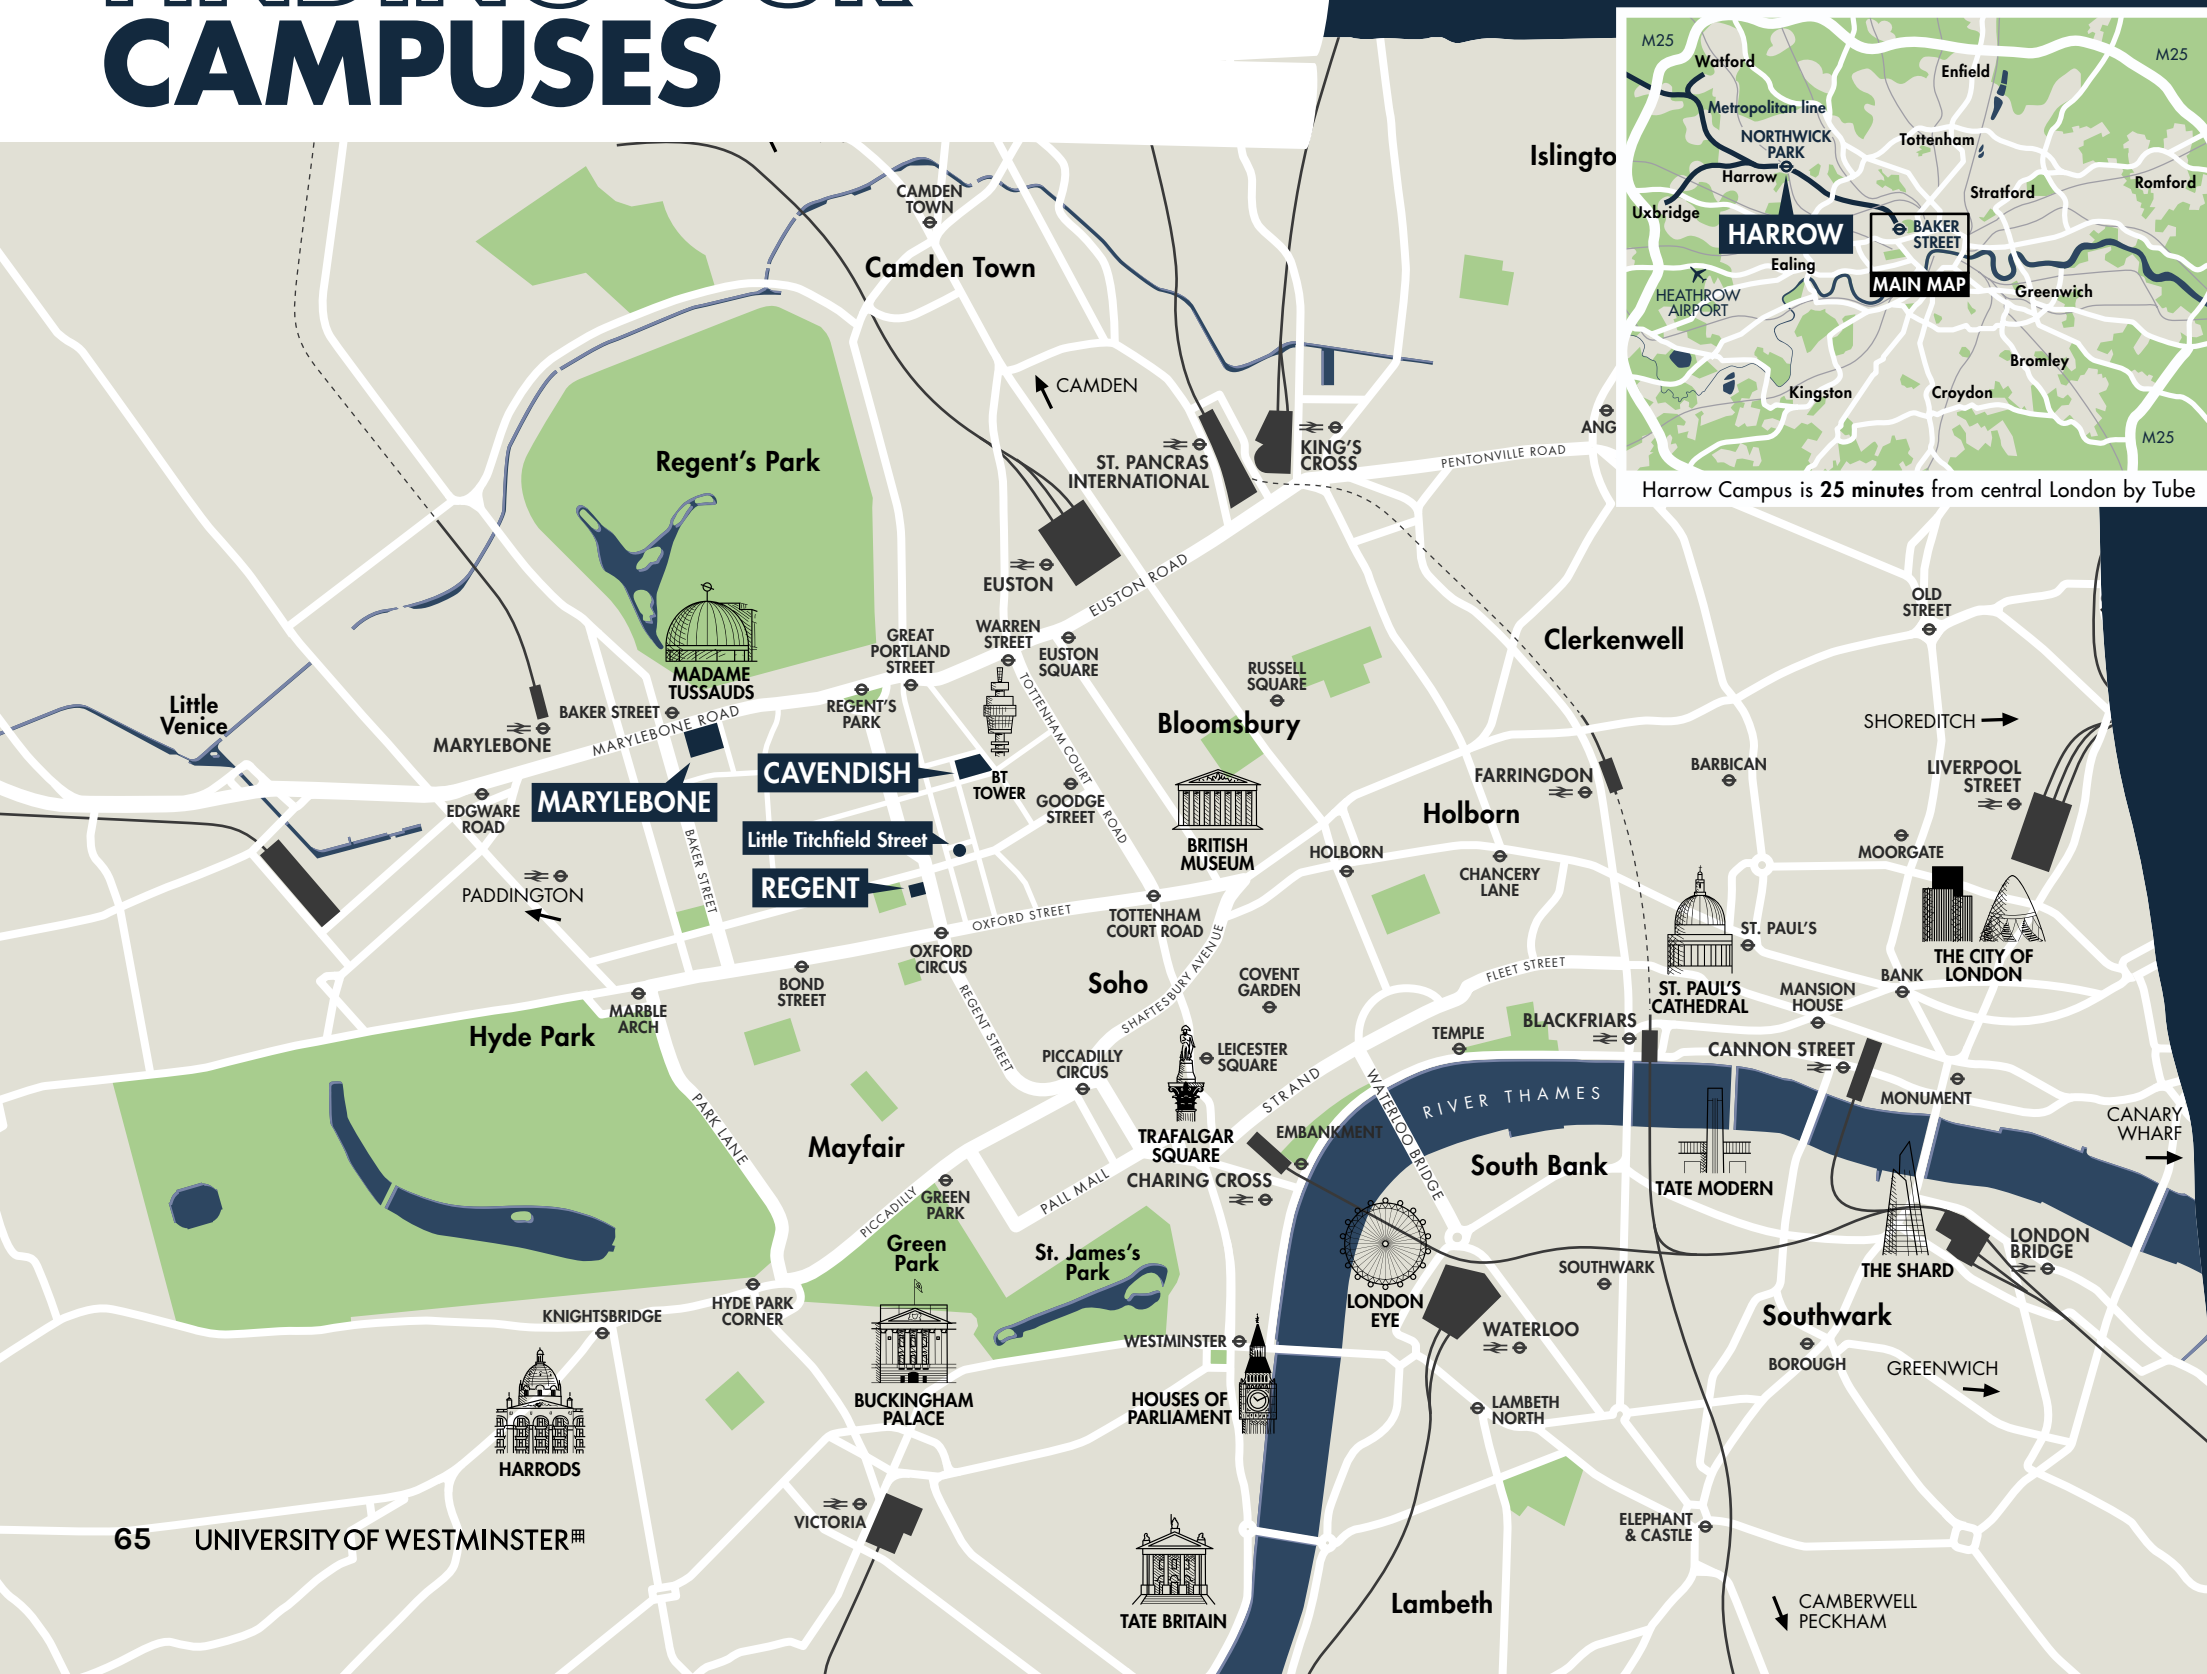 FINDING OUR
CAMPUSES
M25
Watford
Enfield
M25
Metropolitan line
NORTHWICK
PARK
Tottenham
Harrow
Stratford
Romford
Uxbridge
HARROW
BAKER
STREET
Ealing
MAIN MAP
HEATHROW
AIRPORT
Greenwich
Bromley
Kingston
Croydon
M25
Harrow Campus is 25 minutes from central London by Tube
Islingto
CAMDEN
TOWN
Camden Town
CAMDEN
ANG
Regent's Park
ST. PANCRAS
INTERNATIONAL
KING'S
CROSS
PENTONVILLE ROAD
EUSTON
EUSTON ROAD
OLD
STREET
WARREN
STREET
GREAT
PORTLAND
STREET
EUSTON
SQUARE
Clerkenwell
MADAME
TUSSAUDS
RUSSELL
SQUARE
Little
Venice
BAKER STREET
REGENT'S
PARK
TOTTENHAM COURT ROAD
Bloomsbury
SHOREDITCH
MARYLEBONE
MARYLEBONE ROAD
CAVENDISH
BT
TOWER
FARRINGDON
BARBICAN
LIVERPOOL
STREET
EDGWARE
ROAD
MARYLEBONE
GOODGE
STREET
Holborn
Little Titchfield Street
BRITISH
MUSEUM
HOLBORN
MOORGATE
BAKER STREET
PADDINGTON
REGENT
CHANCERY
LANE
OXFORD STREET
TOTTENHAM
COURT ROAD
ST. PAUL'S
OXFORD
CIRCUS
SHAFTESBURY AVENUE
THE CITY OF
LONDON
BOND
STREET
Soho
COVENT
GARDEN
FLEET STREET
ST. PAUL'S
CATHEDRAL
MANSION
HOUSE
BANK
MARBLE
ARCH
REGENT STREET
Hyde Park
TEMPLE
BLACKFRIARS
CANNON STREET
PICCADILLY
CIRCUS
LEICESTER
SQUARE
STRAND
WATERLOO BRIDGE
RIVER THAMES
MONUMENT
PARK LANE
Mayfair
TRAFALGAR
SQUARE
EMBANKMENT
CANARY
WHARF
South Bank
CHARING CROSS
TATE MODERN
PICCADILLY
GREEN
PARK
PALL MALL
Green
Park
St. James's
Park
LONDON
BRIDGE
SOUTHWARK
THE SHARD
HYDE PARK
CORNER
KNIGHTSBRIDGE
LONDON
EYE
Southwark
WESTMINSTER
WATERLOO
BOROUGH
GREENWICH
BUCKINGHAM
PALACE
HOUSES OF
PARLIAMENT
LAMBETH
NORTH
HARRODS
VICTORIA
ELEPHANT
& CASTLE
65 UNIVERSITY OF WESTMINSTER
TATE BRITAIN
Lambeth
CAMBERWELL
PECKHAM